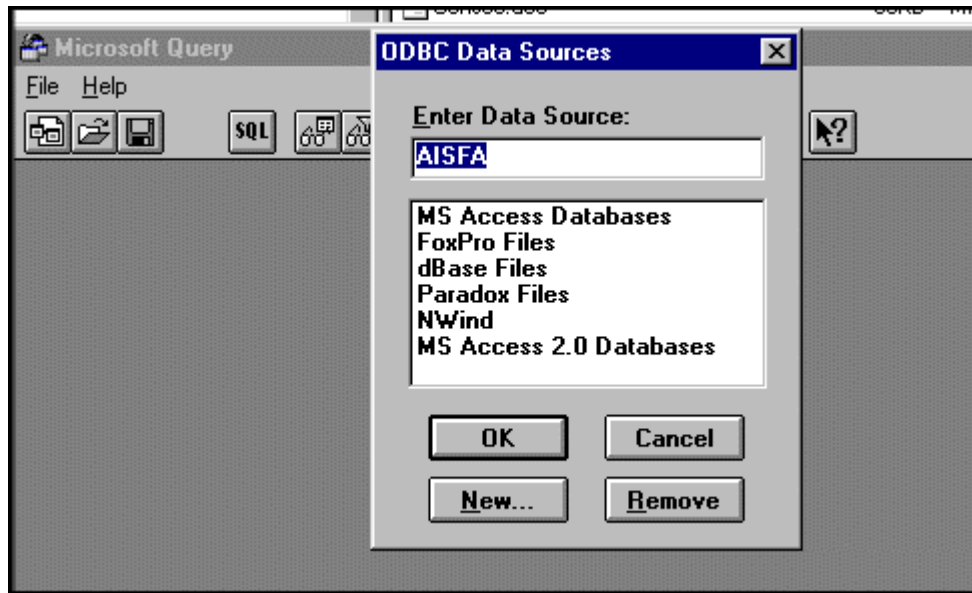 Microsoft Query
File Help
SQL
ODBC Data Sources
Enter Data Source:
AISFA
MS Access Databases
FoxPro Files
dBase Files
Paradox Files
NWind
MS Access 2.0 Databases
OK
Cancel
New...
Remove